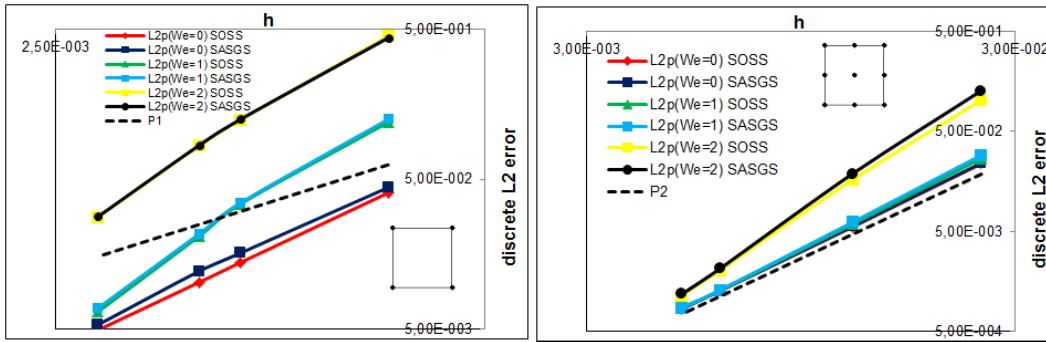 h
2,50E-003
5,00E-001
L2p(We=0) SOSS
L2p(We=0) SASGS
L2p(We=1) SOSS
L2p(We=1) SASGS
L2p(We=2) SOSS
L2p(We=2) SASGS
P1
5,00E-002
5,00E-003
discrete L2 error
h
3,00E-003
5,00E-001
3,00E-002
L2p(We=0) SOSS
L2p(We=0) SASGS
L2p(We=1) SOSS
L2p(We=1) SASGS
L2p(We=2) SOSS
L2p(We=2) SASGS
P2
5,00E-002
5,00E-003
5,00E-004
discrete L2 error